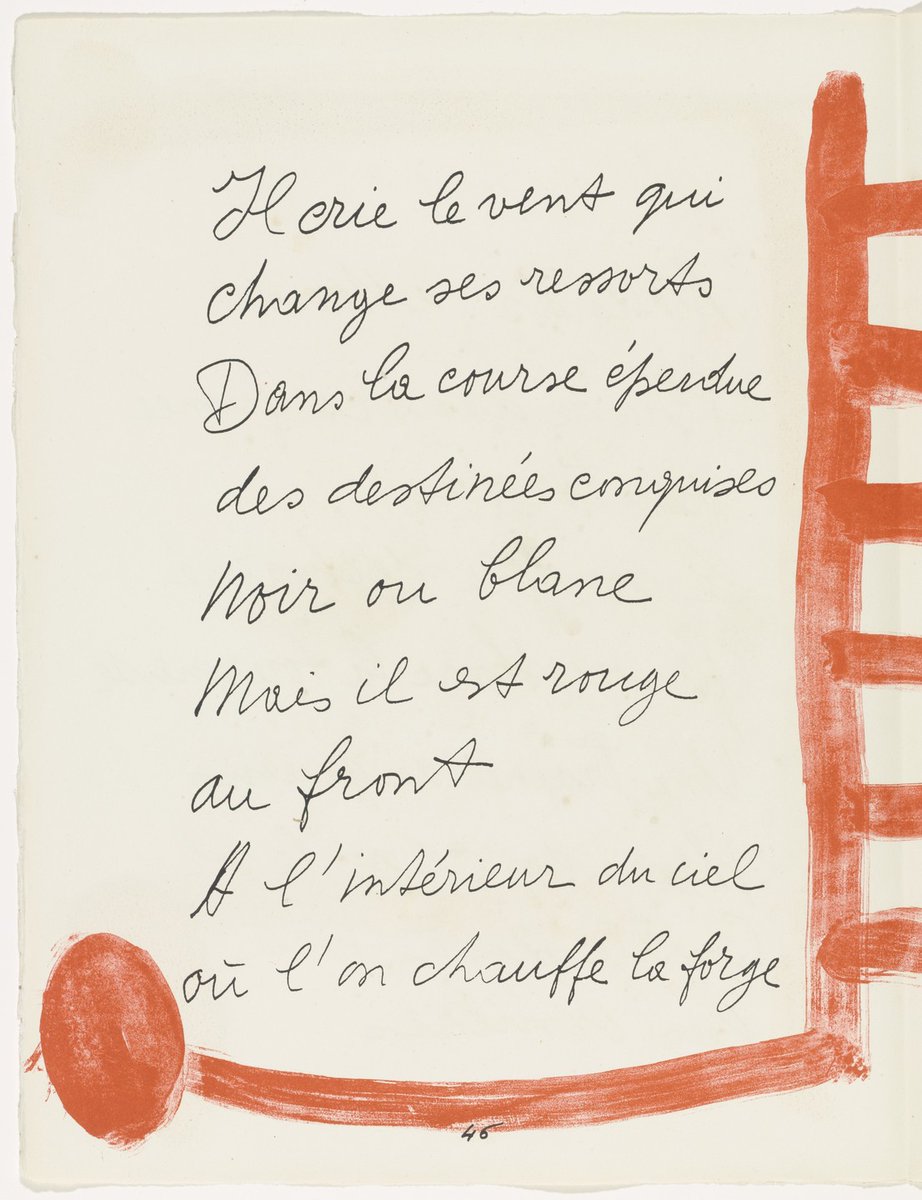 Il crie le vent qui
change ses ressorts
Dans la course éperdue
des destinées conquises
Noir ou blanc
Mais il est rouge
au front
A l'intérieur du ciel
où l'on chauffe la forge
46